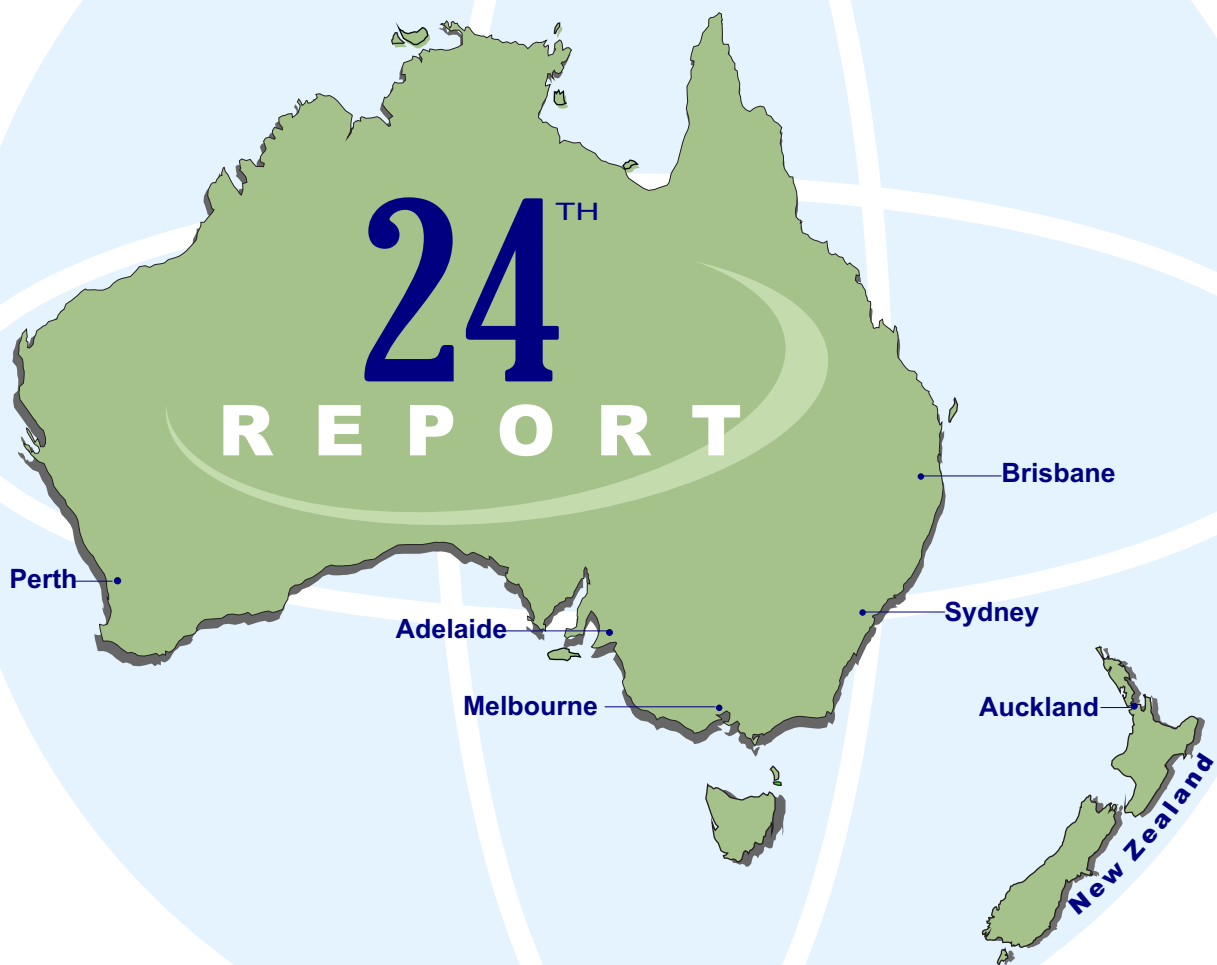 24TH
REPORT
Brisbane
Perth
Sydney
Adelaide
Melbourne
Auckland
New Zealand